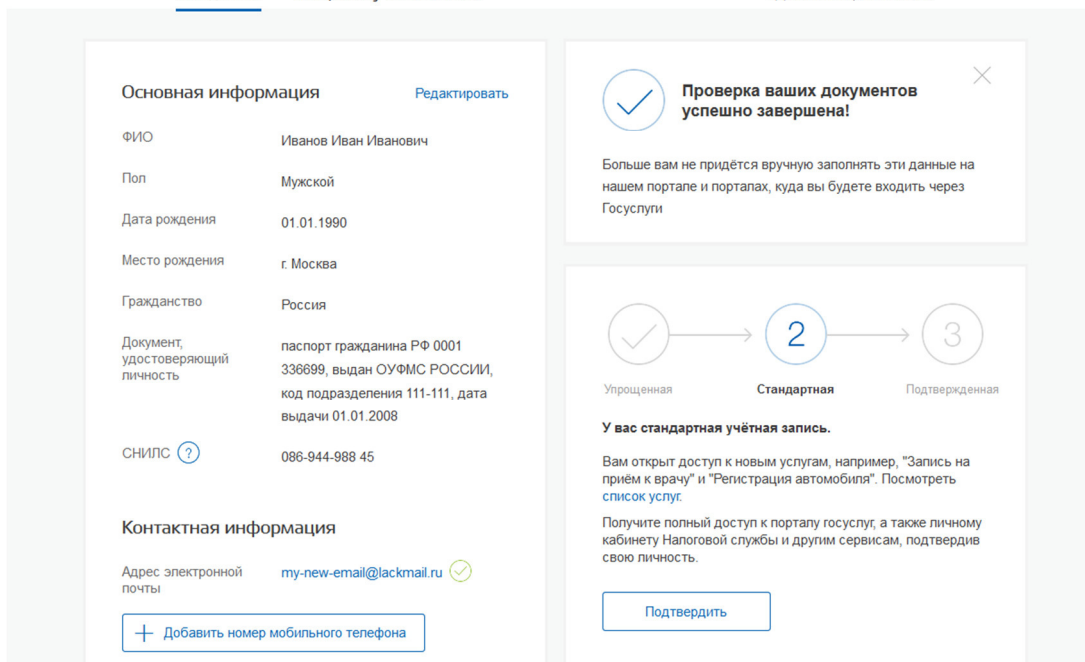 Основная информация
Редактировать
ФИО
Иванов Иван Иванович
Пол
Мужской
Дата рождения
01.01.1990
Место рождения
г. Москва
Гражданство
Россия
Документ,
удостоверяющий
личность
паспорт гражданина РФ 0001
336699, выдан ОУФМС РОССИИ,
код подразделения 111-111, дата
выдачи 01.01.2008
СНИЛС ?
086-944-988 45
Контактная информация
Адрес электронной
почты
my-new-email@lackmail.ru
Добавить номер мобильного телефона
Проверка ваших документов
успешно завершена!
Больше вам не придётся вручную заполнять эти данные на
нашем портале и порталах, куда вы будете входить через
Госуслуги
2
3
Упрощенная
Стандартная
Подтвержденная
У вас стандартная учётная запись.
Вам открыт доступ к новым услугам, например, "Запись на
приём к врачу" и "Регистрация автомобиля". Посмотреть
список услуг.
Получите полный доступ к порталу госуслуг, а также личному
кабинету Налоговой службы и другим сервисам, подтвердив
свою личность.
Подтвердить